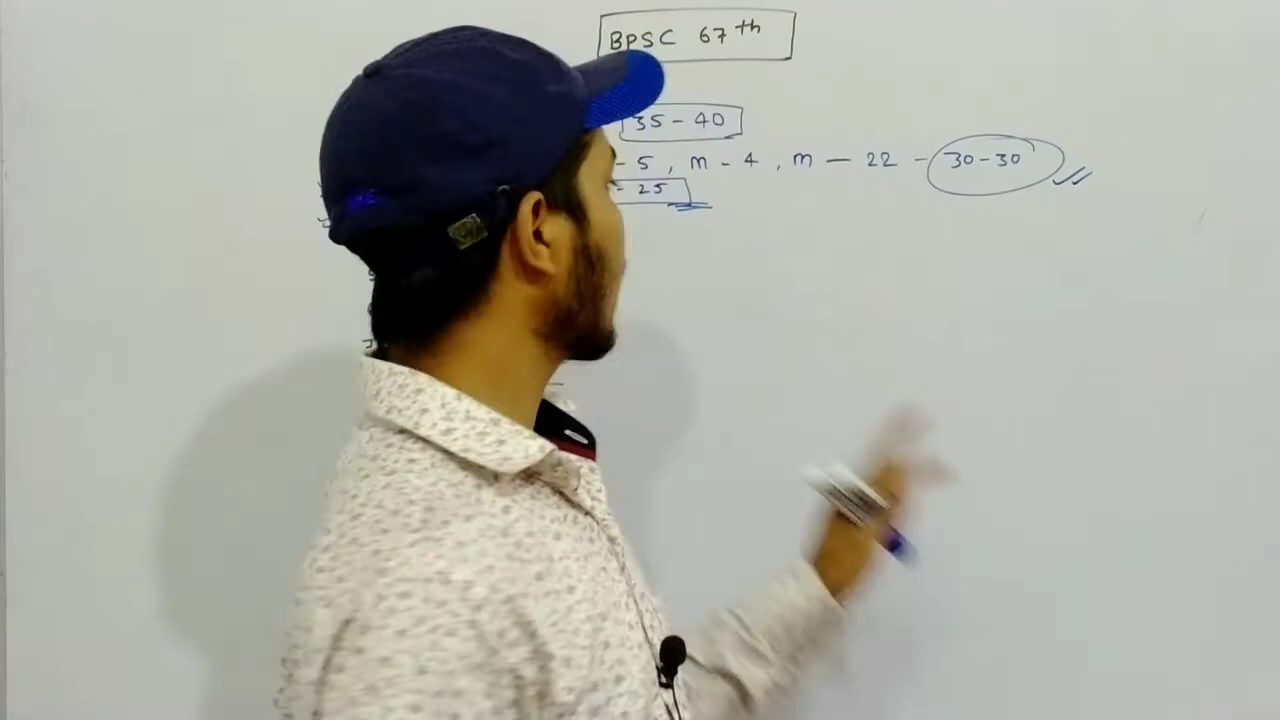 BPSC 67th
35-40
- 5, m - 4, m — 22 - 30-30
- 25